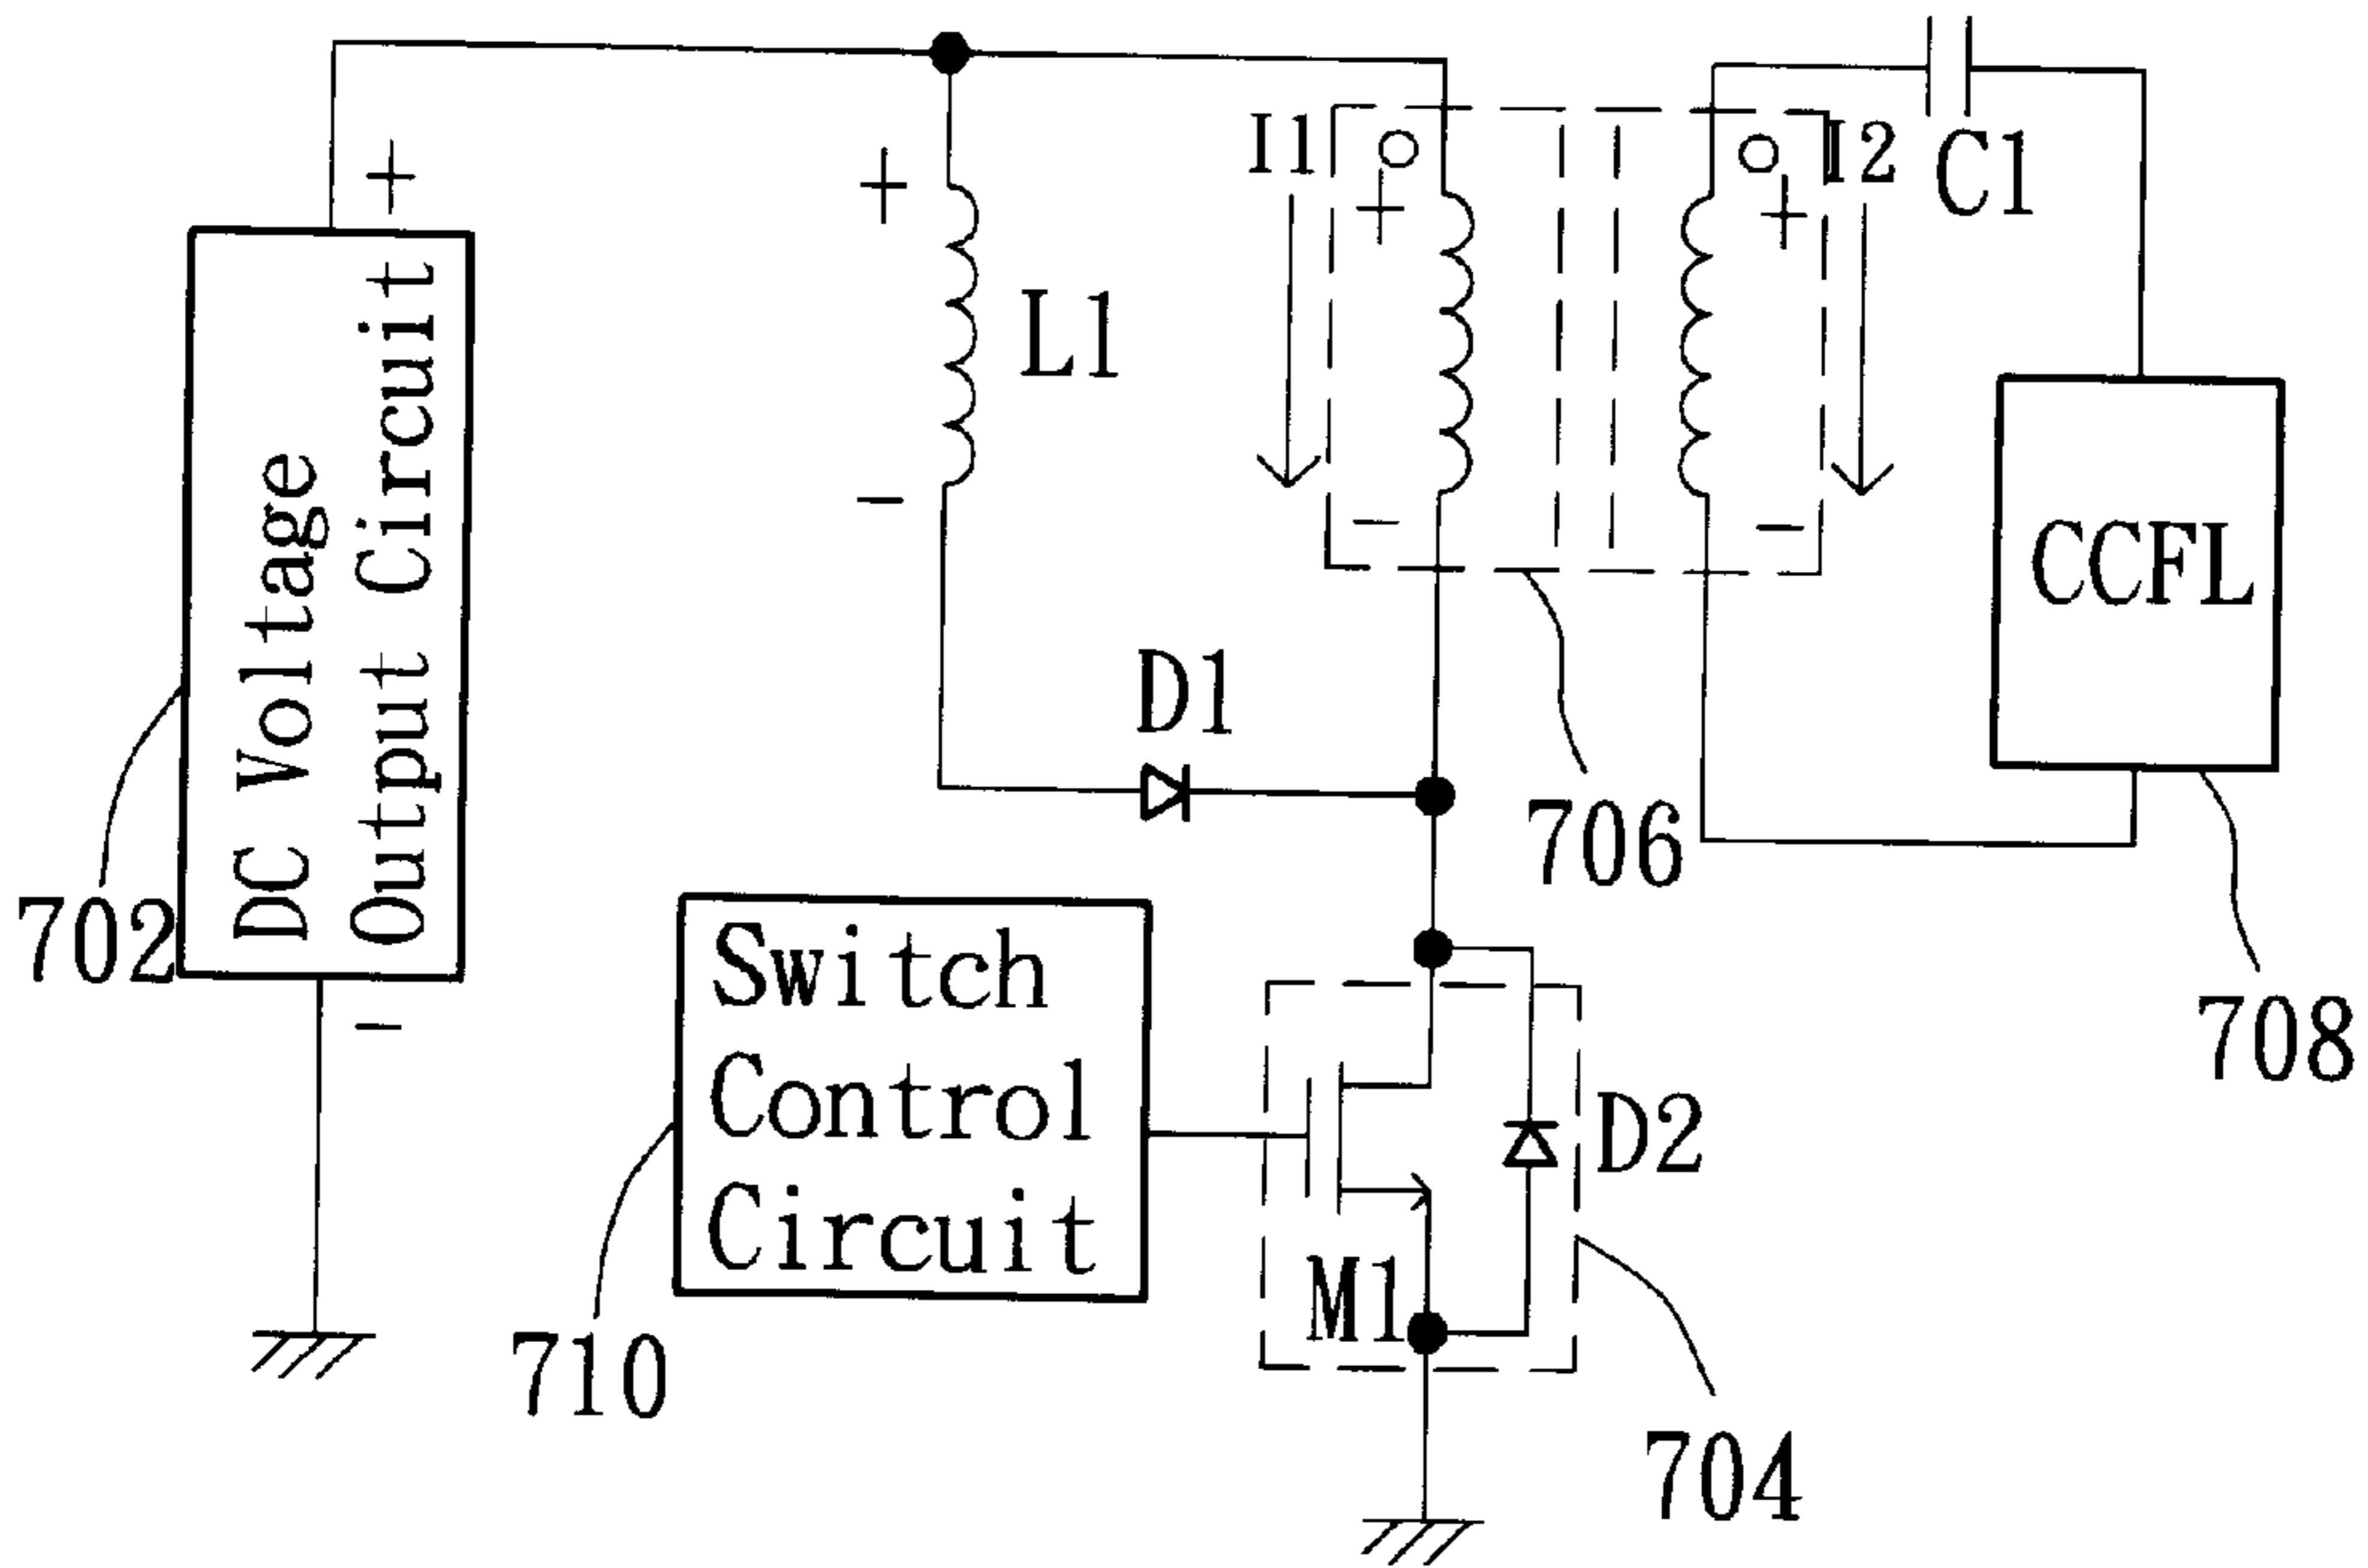 I1
I2
C1
+
+
+
+
L1
-
-
-
DC Voltage
Output Circuit
CCFL
D1
706
702
-
Switch
Control
Circuit
708
D2
M1
710
704